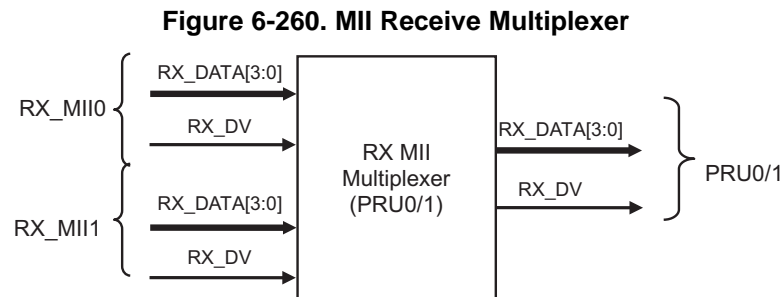 Figure 6-260. MII Receive Multiplexer
RX_MII0
RX_DATA[3:0]
RX_DV
RX_MII1
RX_DATA[3:0]
RX_DV
RX MII
Multiplexer
(PRU0/1)
RX_DATA[3:0]
RX_DV
PRU0/1